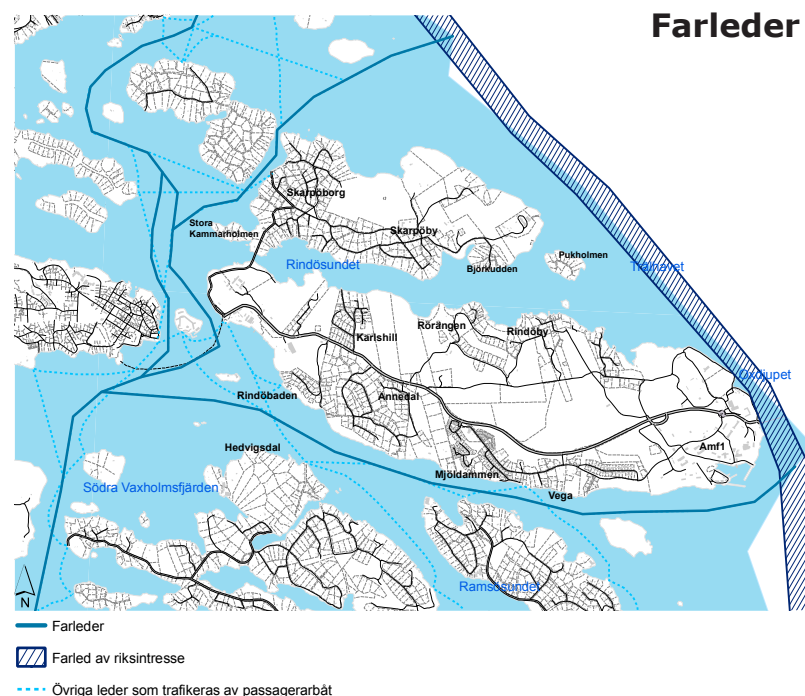 Farleder
Skarpöborg
Stora
Kammarholmen
Skarpöby
Pukholmen
Rindösundet
Björkudden
Trälhavet
Rörängen
Rindöby
Karlshill
Oxdjupet
Rindöbaden
Annedal
Hedvigsdal
Amf1
Mjöldammen
Södra Vaxholmsfjärden
Vega
Ramsösundet
N
Farleder
Farled av riksintresse
Övriga leder som trafikeras av passagerarbåt